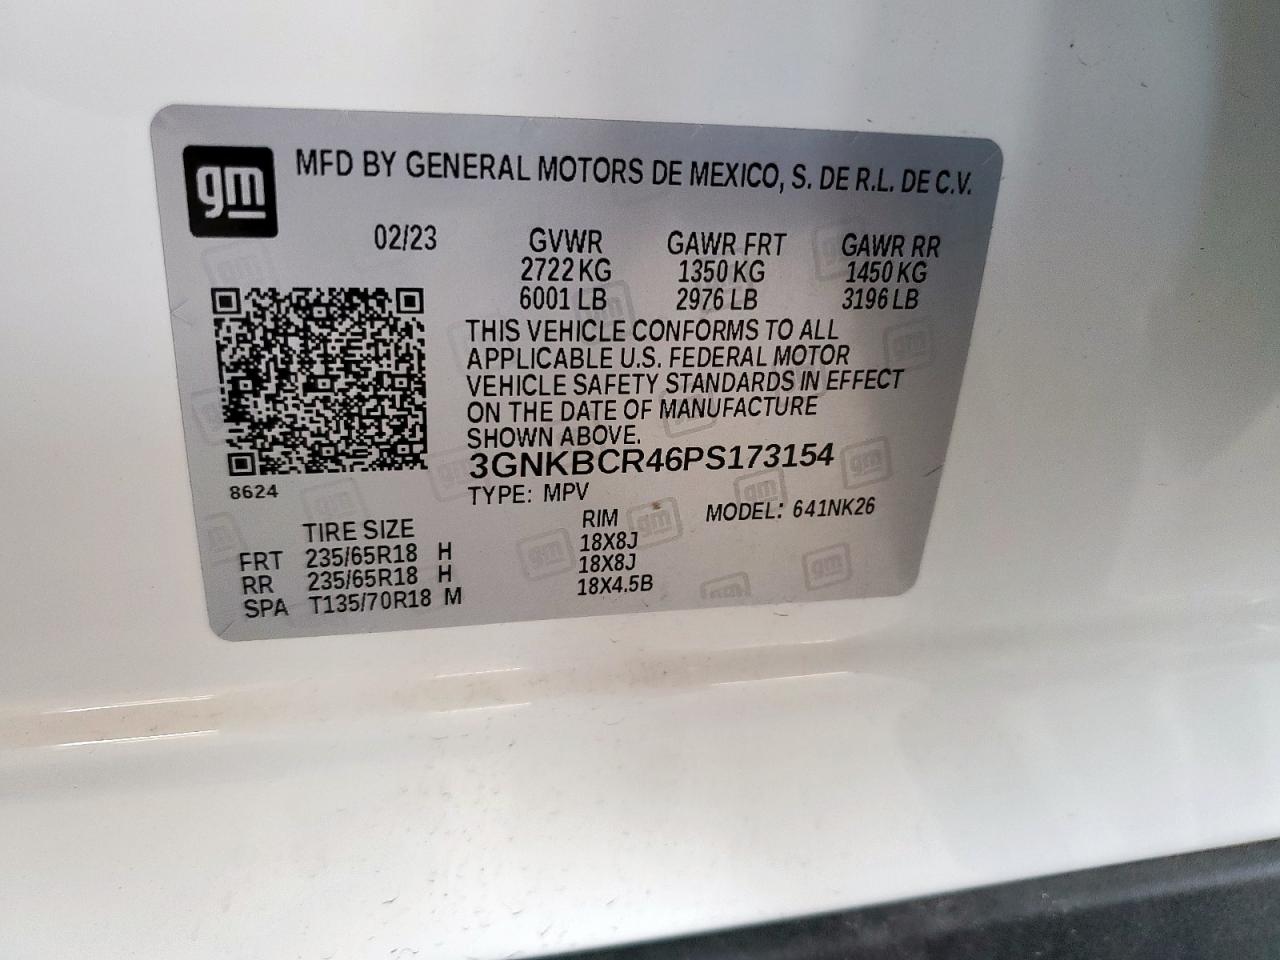 gm
MFD BY GENERAL MOTORS DE MEXICO, S. DE R.L. DE C.V.
02/23 GVWR GAWR FRT GAWR RR
2722 KG 1350 KG 1450 KG
6001 LB 2976 LB 3196 LB
THIS VEHICLE CONFORMS TO ALL
APPLICABLE U.S. FEDERAL MOTOR
VEHICLE SAFETY STANDARDS IN EFFECT
ON THE DATE OF MANUFACTURE
SHOWN ABOVE.
3GNKBCR46PS173154
8624
TYPE: MPV MODEL: 641NK26
TIRE SIZE RIM
FRT 235/65R18 H 18X8J
RR 235/65R18 H 18X8J
SPA T135/70R18 M 18X4.5B